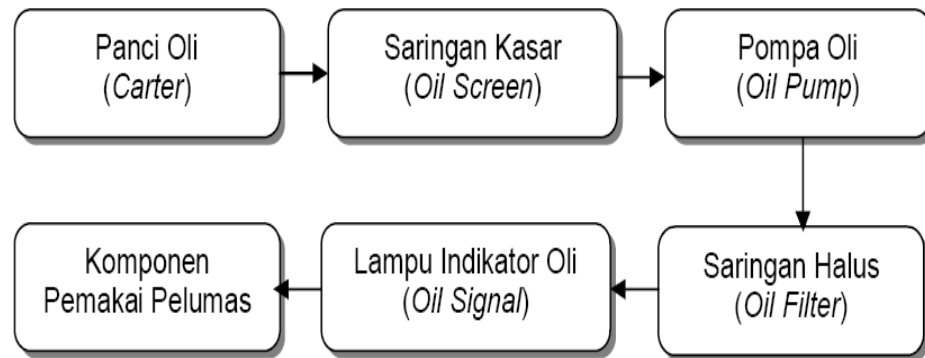 Panci Oli
(Carter)
Saringan Kasar
(Oil Screen)
Pompa Oli
(Oil Pump)
Saringan Halus
(Oil Filter)
Lampu Indikator Oli
(Oil Signal)
Komponen
Pemakai Pelumas